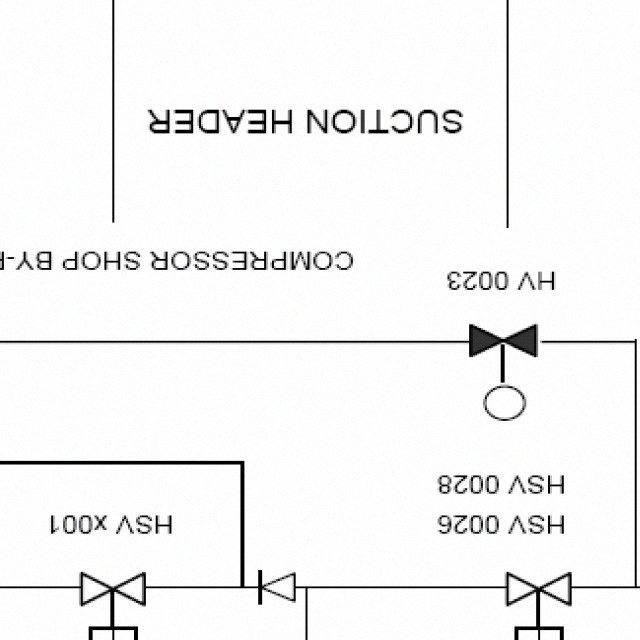 HSV 0026
HSV 0028
HSV x001
HV 0023
COMPRESSOR SHOP BY-
SUCTION HEADER